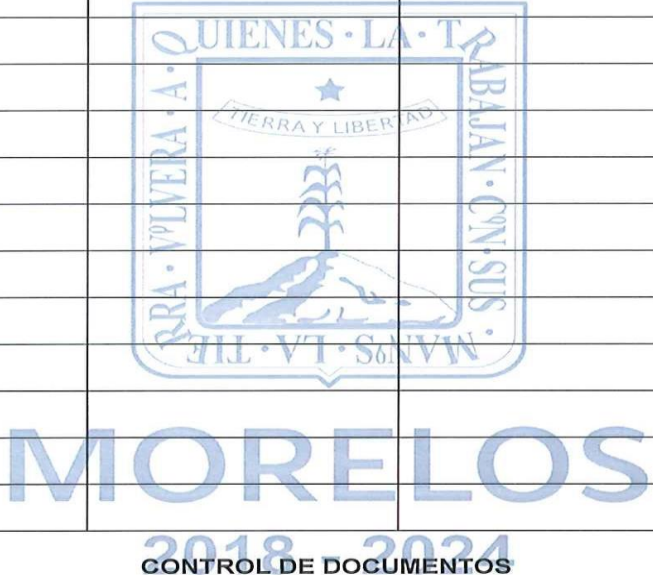 LA · TIERRA · VOLVERA · A · QUIENES · LA · TRABAJAN · CON · SUS · MANOS ·
TIERRA Y LIBERTAD
MORELOS
2018 - 2024
CONTROL DE DOCUMENTOS